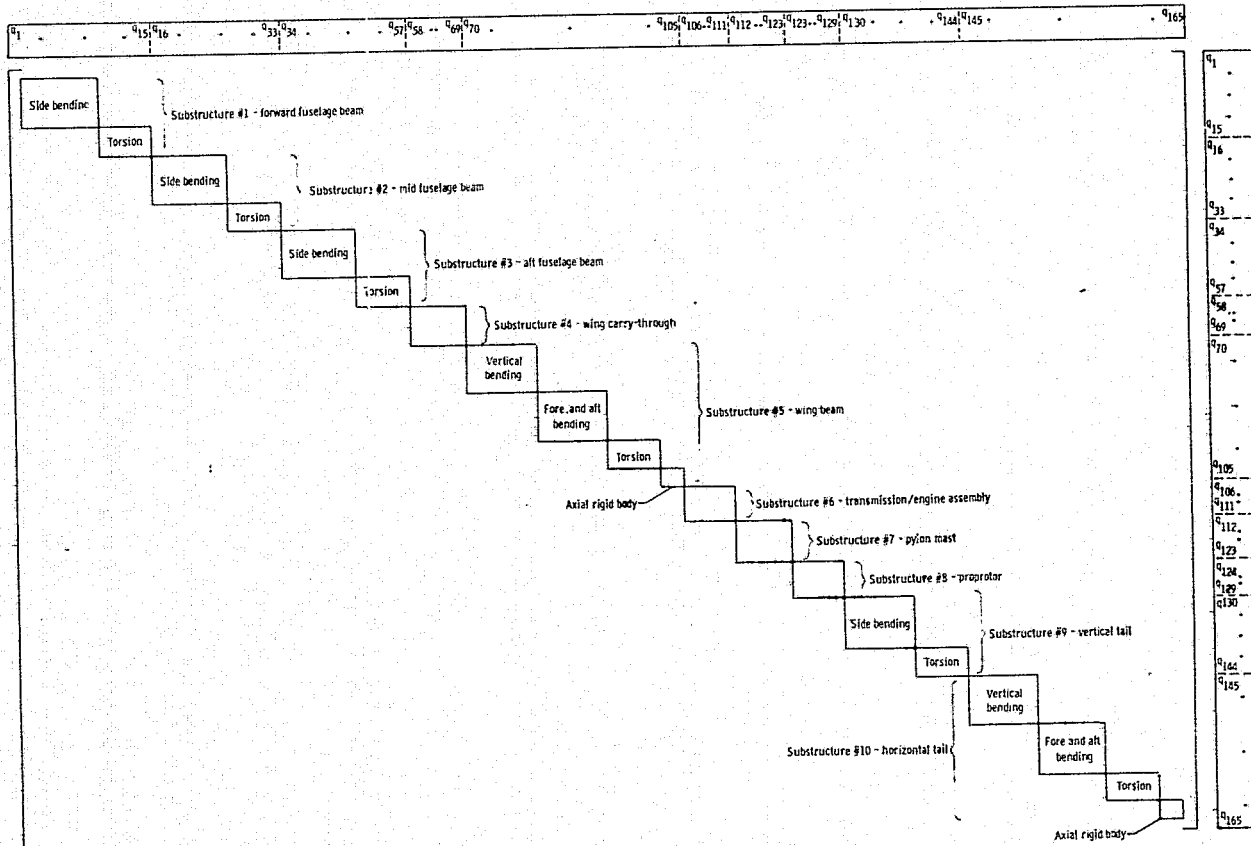 q1 q15 q16 q33 q34 q57 q58 -- q69 q70 q105 q106 -- q111 q112 -- q123 q123 -- q129 q130 q144 q145 q165
Side bending
Substructure #1 - forward fuselage beam
Torsion
Side bending
Substructure #2 - mid fuselage beam
Torsion
Side bending
Substructure #3 - aft fuselage beam
Torsion
Substructure #4 - wing carry-through
Vertical
bending
Fore and aft
bending
Substructure #5 - wing beam
Torsion
Axial rigid body
Substructure #6 - transmission/engine assembly
Substructure #7 - pylon mast
Substructure #8 - proprotor
Side bending
Substructure #9 - vertical tail
Torsion
Vertical
bending
Substructure #10 - horizontal tail
Fore and aft
bending
Torsion
Axial rigid body
q1
q15
q16
q33
q34
q57
q58
q69
q70
q105
q106
q111
q112
q123
q124
q129
q130
q144
q145
q165